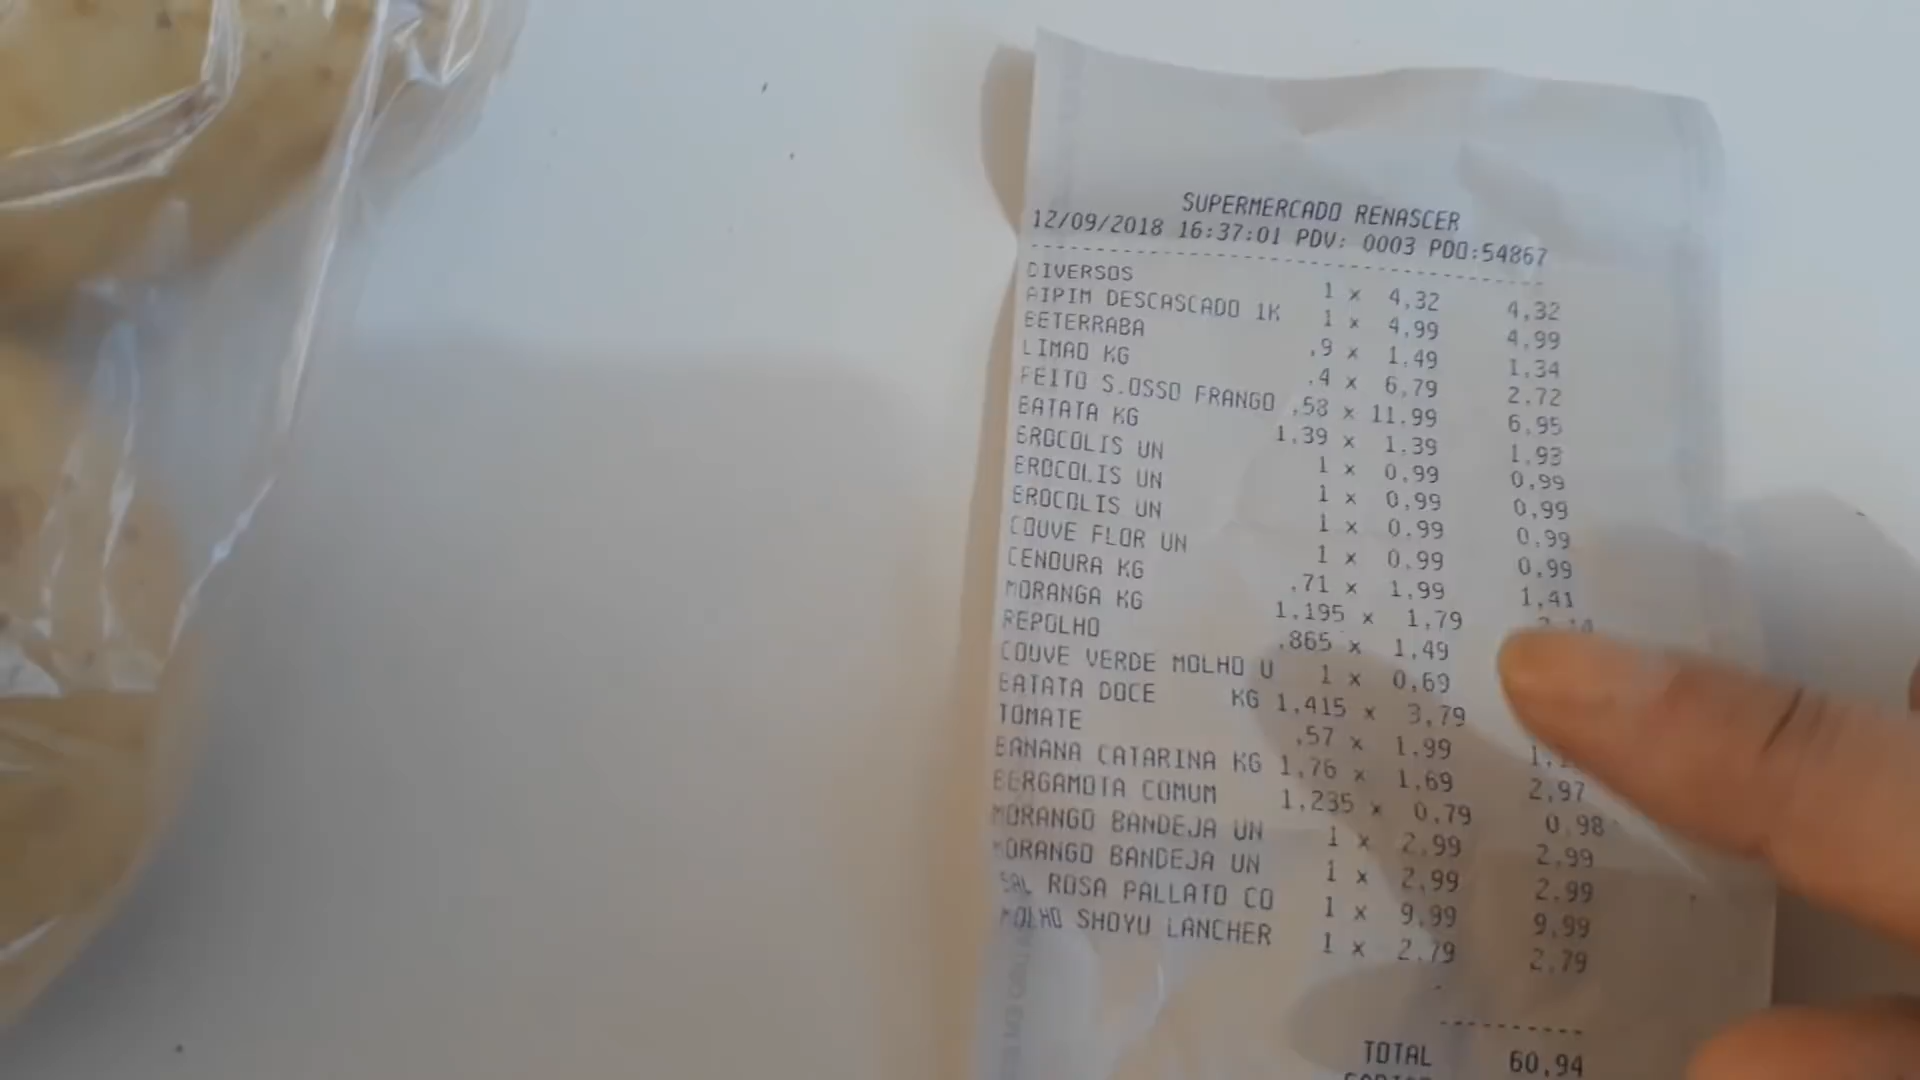 SUPERMERCADO RENASCER
12/09/2018 16:37:01 PDV: 0003 PDD:54867
DIVERSOS 1 x 4,32 4,32
AIPIM DESCASCADO 1K 1 x 4,99 4,99
BETERRABA .9 x 1.49 1,34
LIMAO KG .4 x 6,79 2.72
PEITO S.OSSO FRANGO .58 x 11.99 6,95
BATATA KG 1,39 x 1.39 1.93
BROCOLIS UN 1 x 0,99 0,99
BROCOLIS UN 1 x 0,99 0,99
BROCOLIS UN 1 x 0.99 0,99
COUVE FLOR UN 1 x 0,99 0,99
CENOURA KG .71 x 1,99 1,41
MORANGA KG 1.195 x 1,79
REPOLHO .865 x 1,49
COUVE VERDE MOLHO U 1 x 0,69
BATATA DOCE KG 1,415 x 3,79
TOMATE .57 x 1.99
BANANA CATARINA KG 1,76 x 1,69 2,97
BERGAMOTA COMUM 1,235 x 0,79 0,98
MORANGO BANDEJA UN 1 x 2,99 2,99
MORANGO BANDEJA UN 1 x 2,99 2.99
SAL ROSA PALLATO CO 1 x 9,99 9,99
MOLHO SHOYU LANCHER 1 x 2,79 2,79
TOTAL 60,94